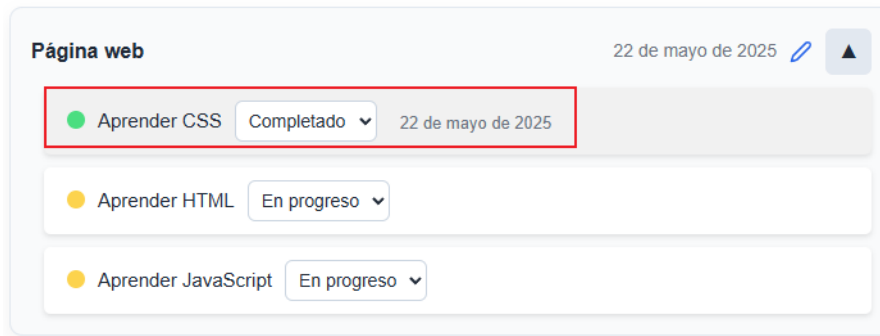 Página web 22 de mayo de 2025
Aprender CSS Completado 22 de mayo de 2025
Aprender HTML En progreso
Aprender JavaScript En progreso